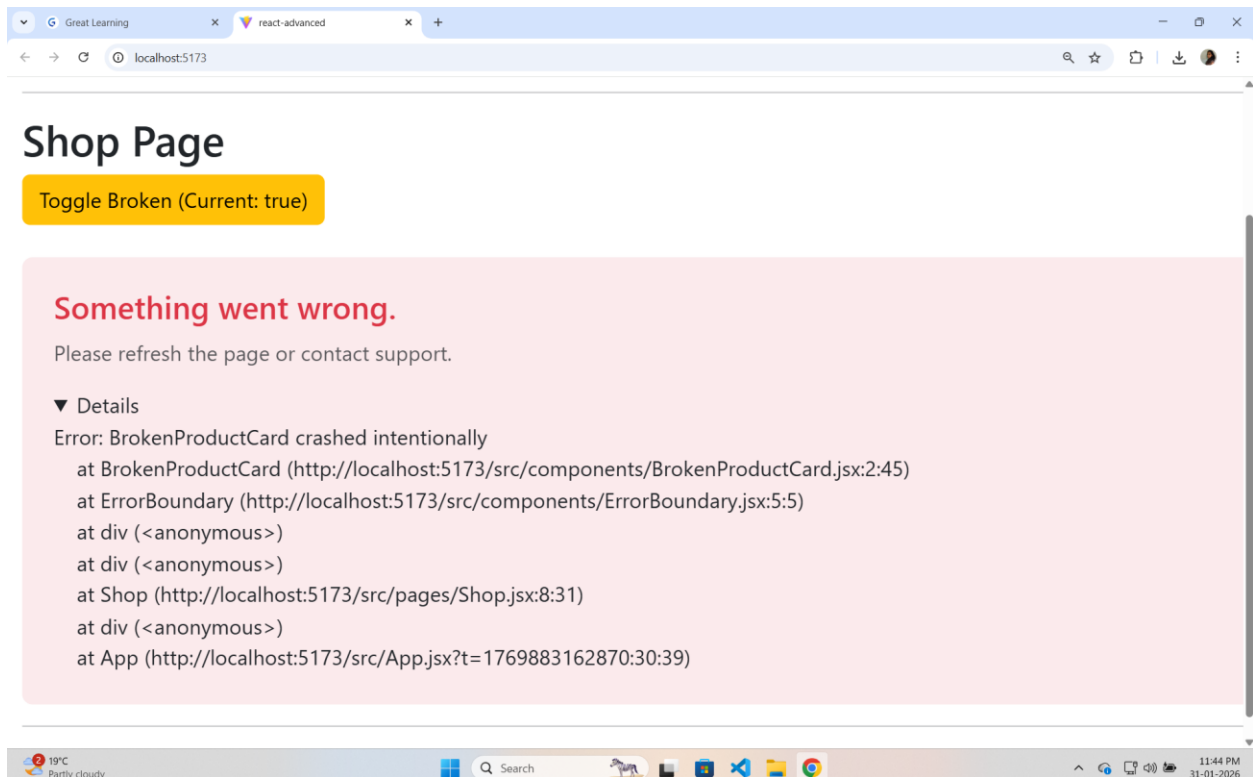 Great Learning
react-advanced
localhost:5173
Shop Page
Toggle Broken (Current: true)
Something went wrong.
Please refresh the page or contact support.
▼ Details
Error: BrokenProductCard crashed intentionally
at BrokenProductCard (http://localhost:5173/src/components/BrokenProductCard.jsx:2:45)
at ErrorBoundary (http://localhost:5173/src/components/ErrorBoundary.jsx:5:5)
at div (<anonymous>)
at div (<anonymous>)
at Shop (http://localhost:5173/src/pages/Shop.jsx:8:31)
at div (<anonymous>)
at App (http://localhost:5173/src/App.jsx?t=1769883162870:30:39)
2
19°C
Partly cloudy
Search
11:44 PM
31-01-2026